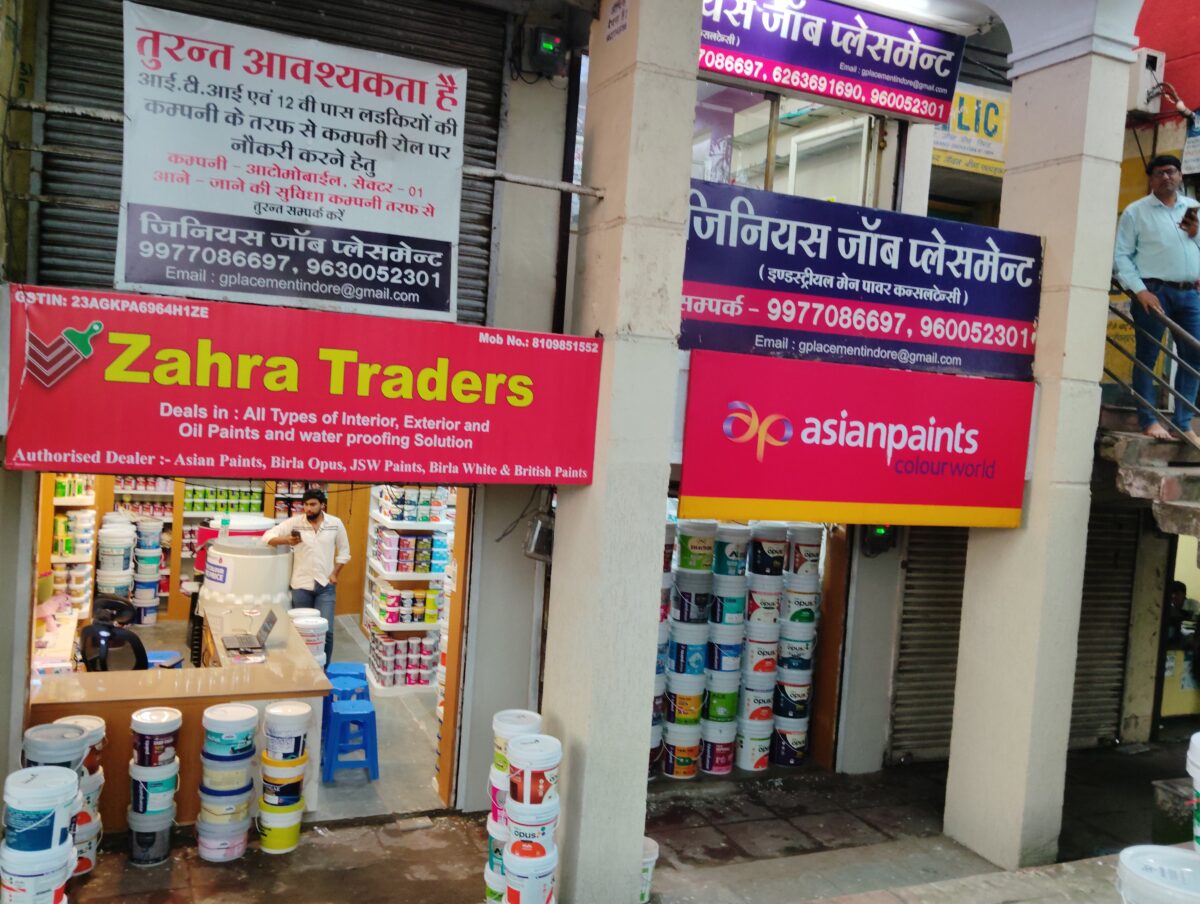 तुरन्त आवश्यकता है
आई.टी.आई एवं 12 वी पास लडकियों की
कम्पनी के तरफ से कम्पनी रोल पर
नौकरी करने हेतु
कम्पनी - आटोमोबाईल. सेक्टर - 01
आने - जाने की सुविधा कम्पनी तरफ से
तुरन्त सम्पर्क करें
जिनियस जॉब प्लेसमेन्ट
9977086697, 9630052301
Email : gplacementindore@gmail.com
GSTIN: 23AGKPA6964H1ZE
Mob No.: 8109851552
Zahra Traders
Deals in : All Types of Interior, Exterior and
Oil Paints and water proofing Solution
Authorised Dealer :- Asian Paints, Birla Opus, JSW Paints, Birla White & British Paints
यस जॉब प्लेसमेन्ट
Email : gplacementindore@gmail.com
7086697, 6263691690, 960052301
LIC
जिनियस जॉब प्लेसमेन्ट
( इण्डस्ट्रीयल मेन पावर कन्सलटेन्सी )
सम्पर्क - 9977086697, 960052301
Email : gplacementindore@gmail.com
ap asianpaints
colourworld
opus
opus
opus
opus